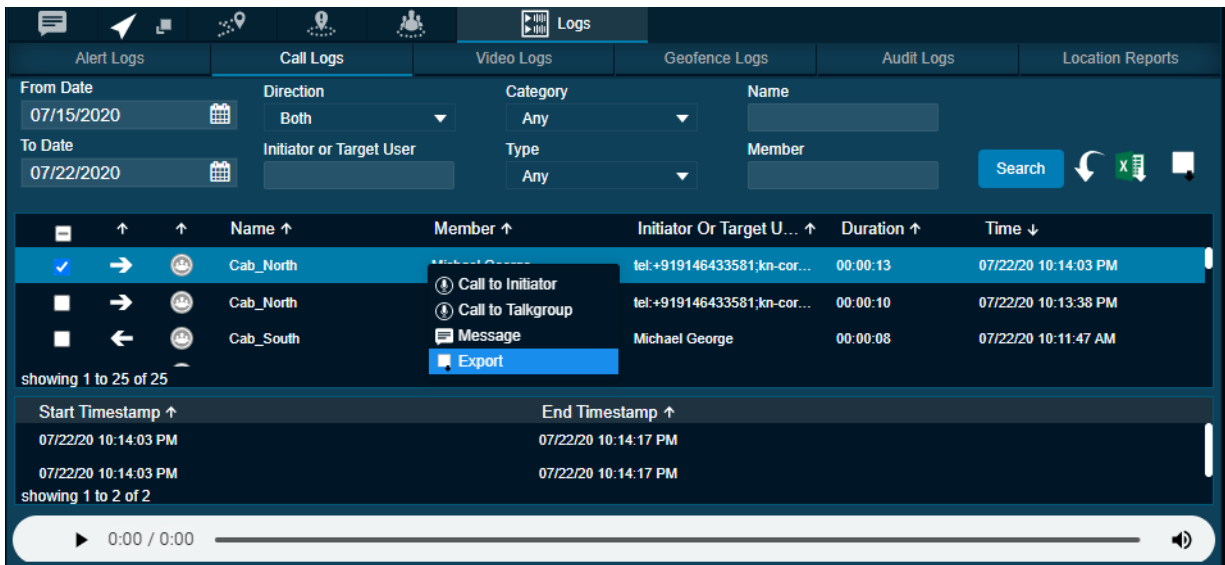 Logs
Alert Logs Call Logs Video Logs Geofence Logs Audit Logs Location Reports
From Date Direction Category Name
07/15/2020 Both Any
To Date Initiator or Target User Type Member
07/22/2020 Any Search
Name ↑ Member ↑ Initiator Or Target U... ↑ Duration ↑ Time ↓
Cab_North Michael George tel:+919146433581;kn-cor... 00:00:13 07/22/20 10:14:03 PM
Call to Initiator
Cab_North tel:+919146433581;kn-cor... 00:00:10 07/22/20 10:13:38 PM
Call to Talkgroup
Cab_South Message Michael George 00:00:08 07/22/20 10:11:47 AM
Export
showing 1 to 25 of 25
Start Timestamp ↑ End Timestamp ↑
07/22/20 10:14:03 PM 07/22/20 10:14:17 PM
07/22/20 10:14:03 PM 07/22/20 10:14:17 PM
showing 1 to 2 of 2
0:00 / 0:00